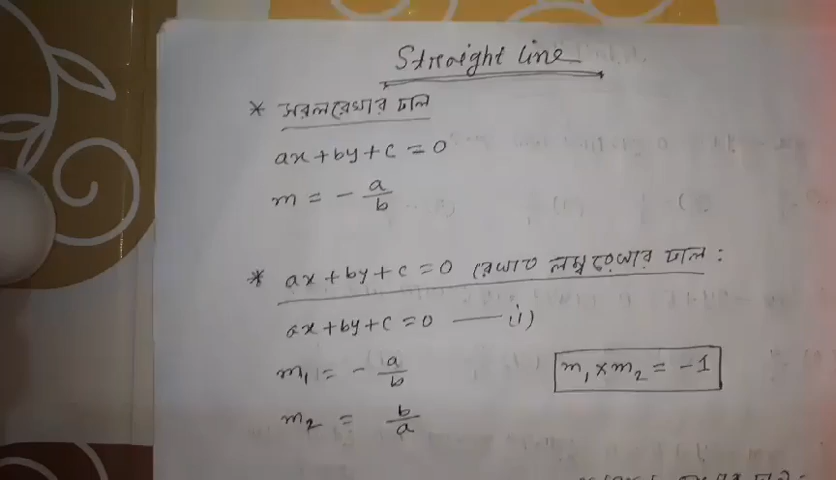 Straight line
* সরলরেখার ঢাল
ax + by + c = 0
m = - a/b
* ax + by + c = 0 রেখার লম্বরেখার ঢাল :
ax + by + c = 0 —— (i)
m₁ = - a/b
m₁ × m₂ = -1
m₂ = b/a